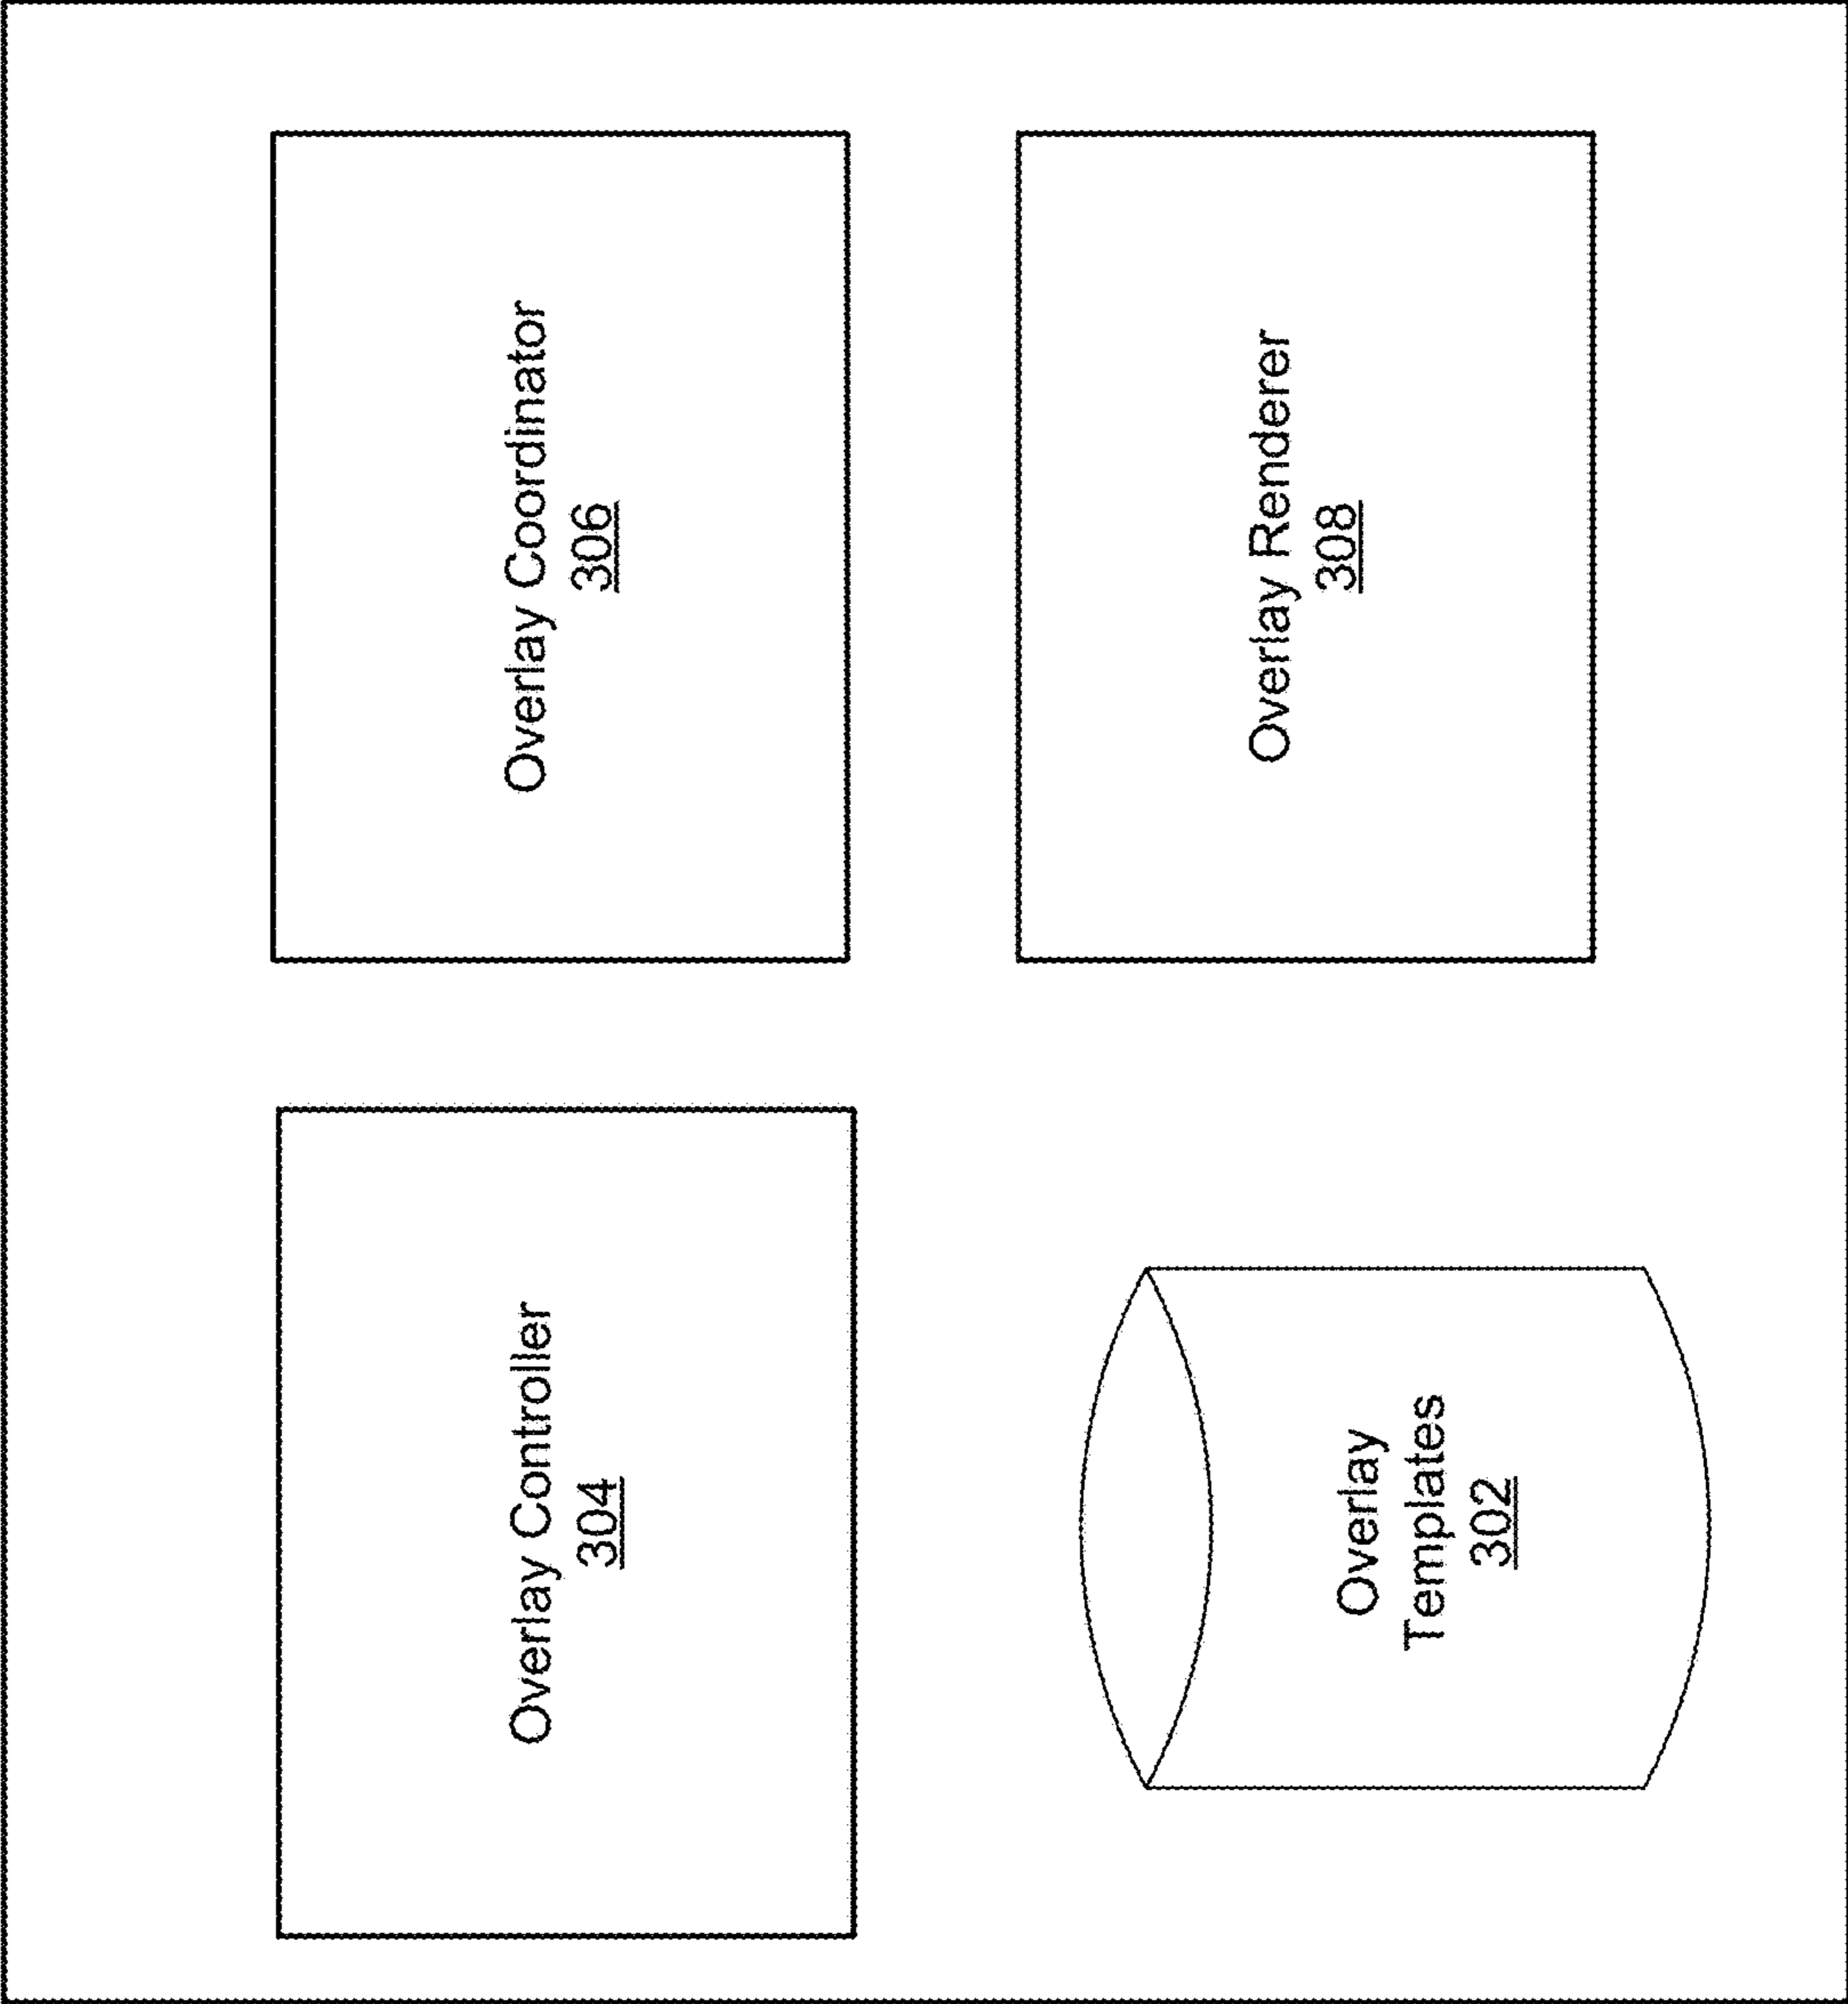 Overlay Controller
304
Overlay Coordinator
306
Overlay
Templates
302
Overlay Renderer
308